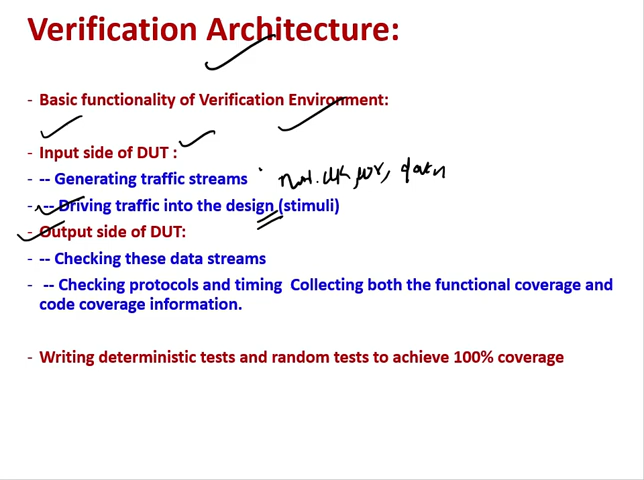 Verification Architecture:
- Basic functionality of Verification Environment:
- Input side of DUT :
- -- Generating traffic streams
- -- Driving traffic into the design (stimuli)
- Output side of DUT:
- -- Checking these data streams
- -- Checking protocols and timing Collecting both the functional coverage and
code coverage information.
- Writing deterministic tests and random tests to achieve 100% coverage